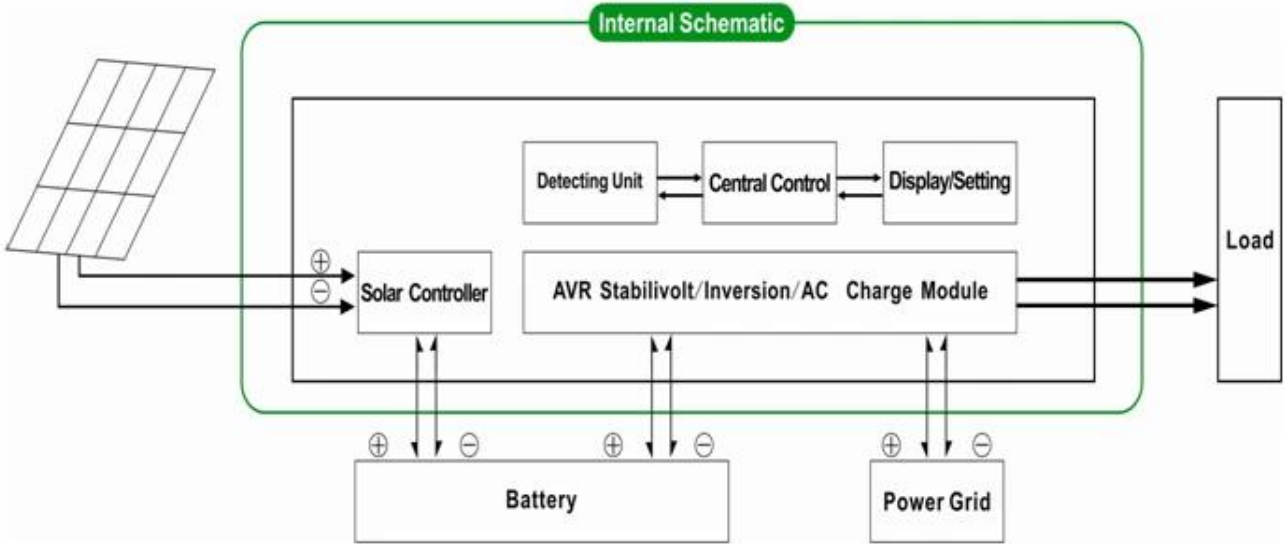 Internal Schematic
Detecting Unit
Central Control
Display/Setting
Load
⊕
⊖
Solar Controller
AVR Stabilivolt/Inversion/AC Charge Module
⊕ ⊖ ⊕ ⊖ ⊕ ⊖
Battery
Power Grid